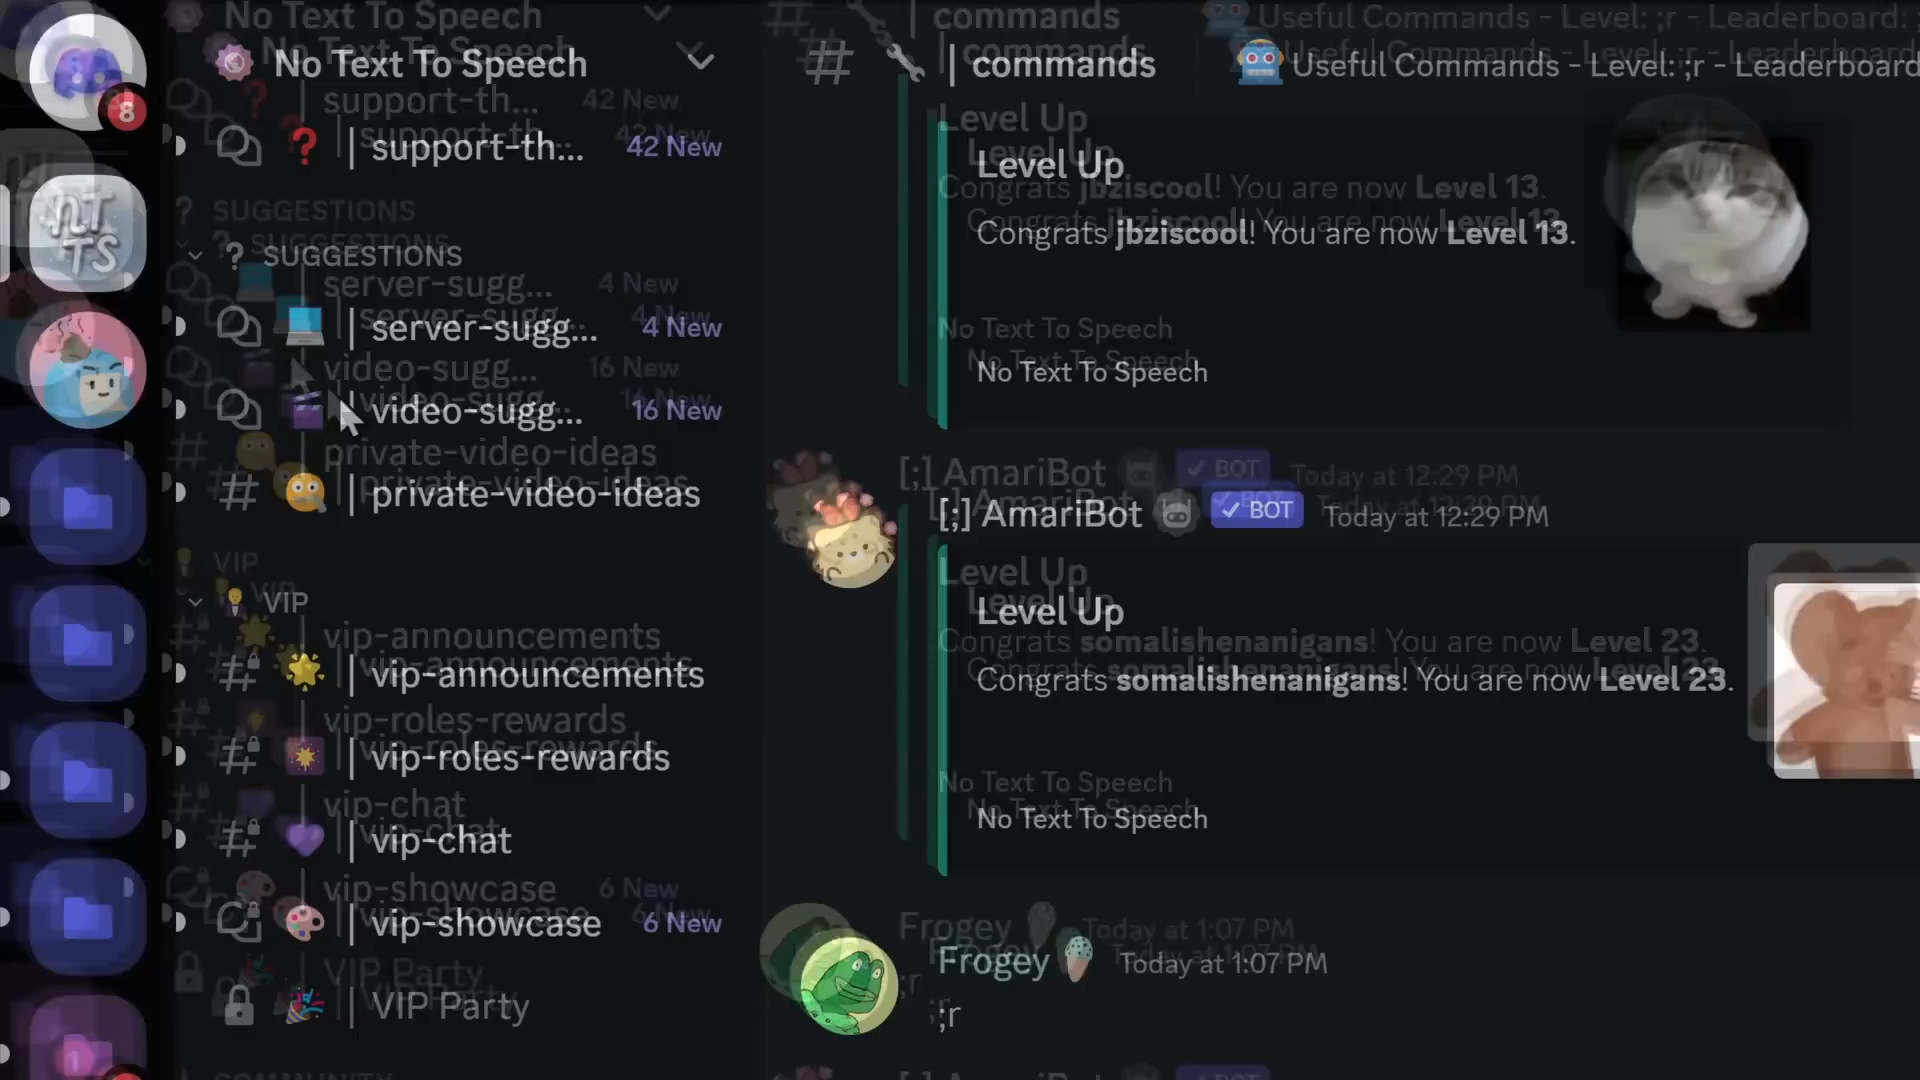 No Text To Speech
8
support-th...
42 New
NT
TS
SUGGESTIONS
server-sugg...
4 New
video-sugg...
16 New
private-video-ideas
VIP
vip-announcements
vip-roles-rewards
vip-chat
vip-showcase
6 New
VIP Party
1
| commands
Useful Commands - Level: ;r - Leaderboard
Level Up
Congrats jbziscool! You are now Level 13.
No Text To Speech
[;] AmariBot
✓ BOT
Today at 12:29 PM
Level Up
Congrats somalishenanigans! You are now Level 23.
No Text To Speech
Frogey
Today at 1:07 PM
;r